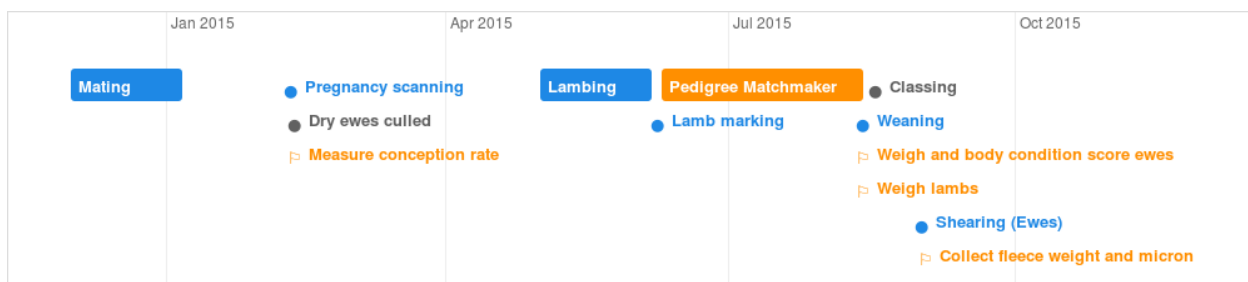 Jan 2015
Apr 2015
Jul 2015
Oct 2015
Mating
Pregnancy scanning
Lambing
Pedigree Matchmaker
Classing
Dry ewes culled
Lamb marking
Weaning
Measure conception rate
Weigh and body condition score ewes
Weigh lambs
Shearing (Ewes)
Collect fleece weight and micron